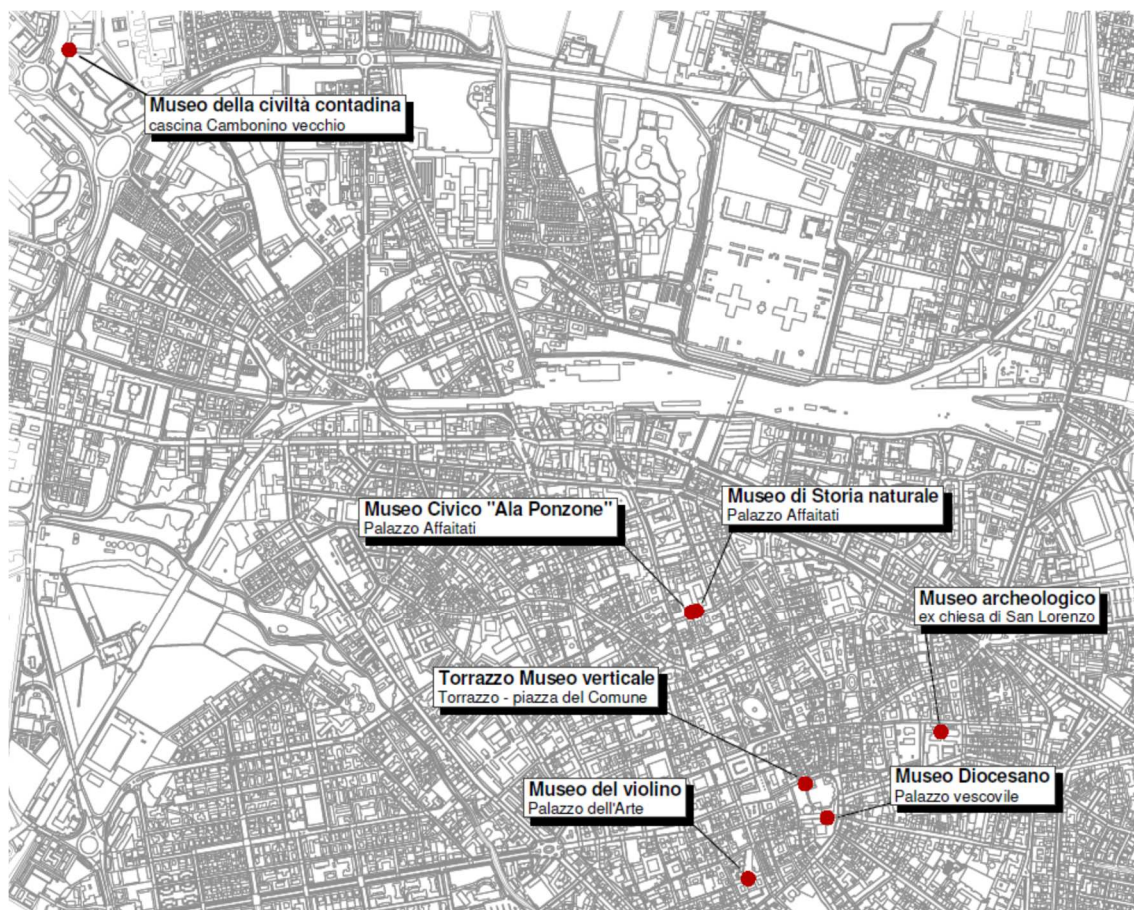 Museo della civiltà contadina
cascina Cambonino vecchio
Museo Civico "Ala Ponzone"
Palazzo Affaitati
Museo di Storia naturale
Palazzo Affaitati
Museo archeologico
ex chiesa di San Lorenzo
Torrazzo Museo verticale
Torrazzo - piazza del Comune
Museo del violino
Palazzo dell'Arte
Museo Diocesano
Palazzo vescovile